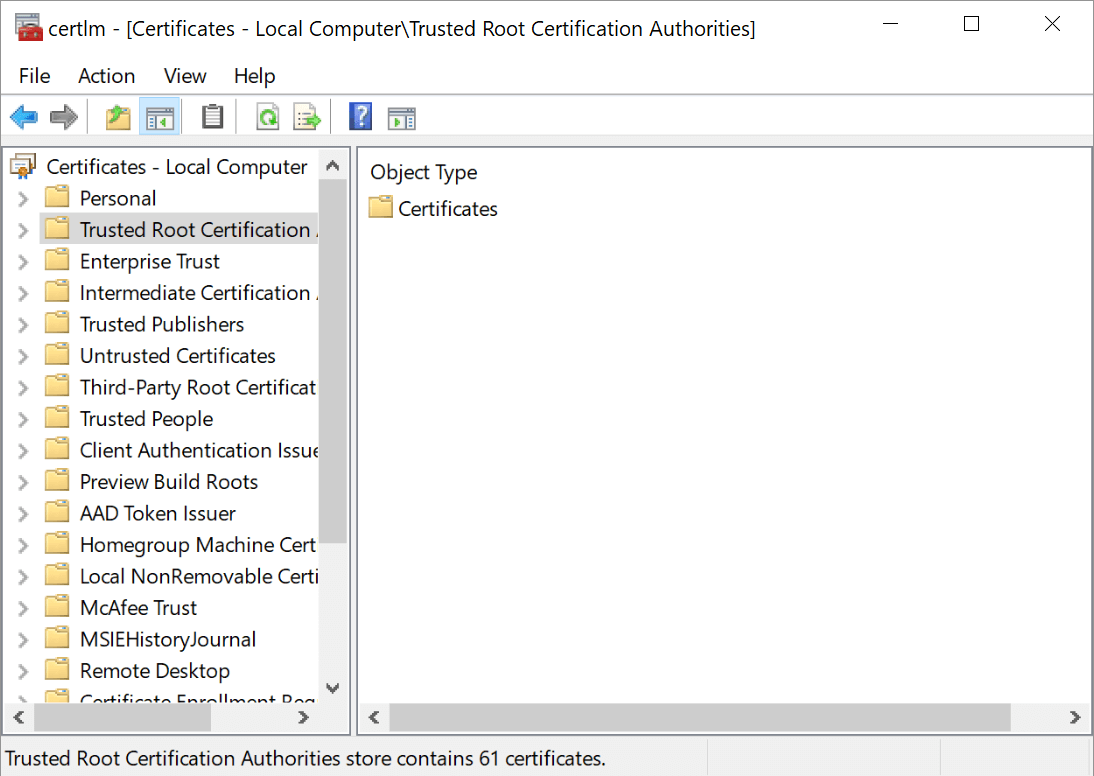 certlm - [Certificates - Local Computer\Trusted Root Certification Authorities]
File Action View Help
Certificates - Local Computer
Personal
Trusted Root Certification
Enterprise Trust
Intermediate Certification
Trusted Publishers
Untrusted Certificates
Third-Party Root Certificat
Trusted People
Client Authentication Issue
Preview Build Roots
AAD Token Issuer
Homegroup Machine Cert
Local NonRemovable Certi
McAfee Trust
MSIEHistoryJournal
Remote Desktop
Certificate Enrollment Req
Object Type
Certificates
Trusted Root Certification Authorities store contains 61 certificates.